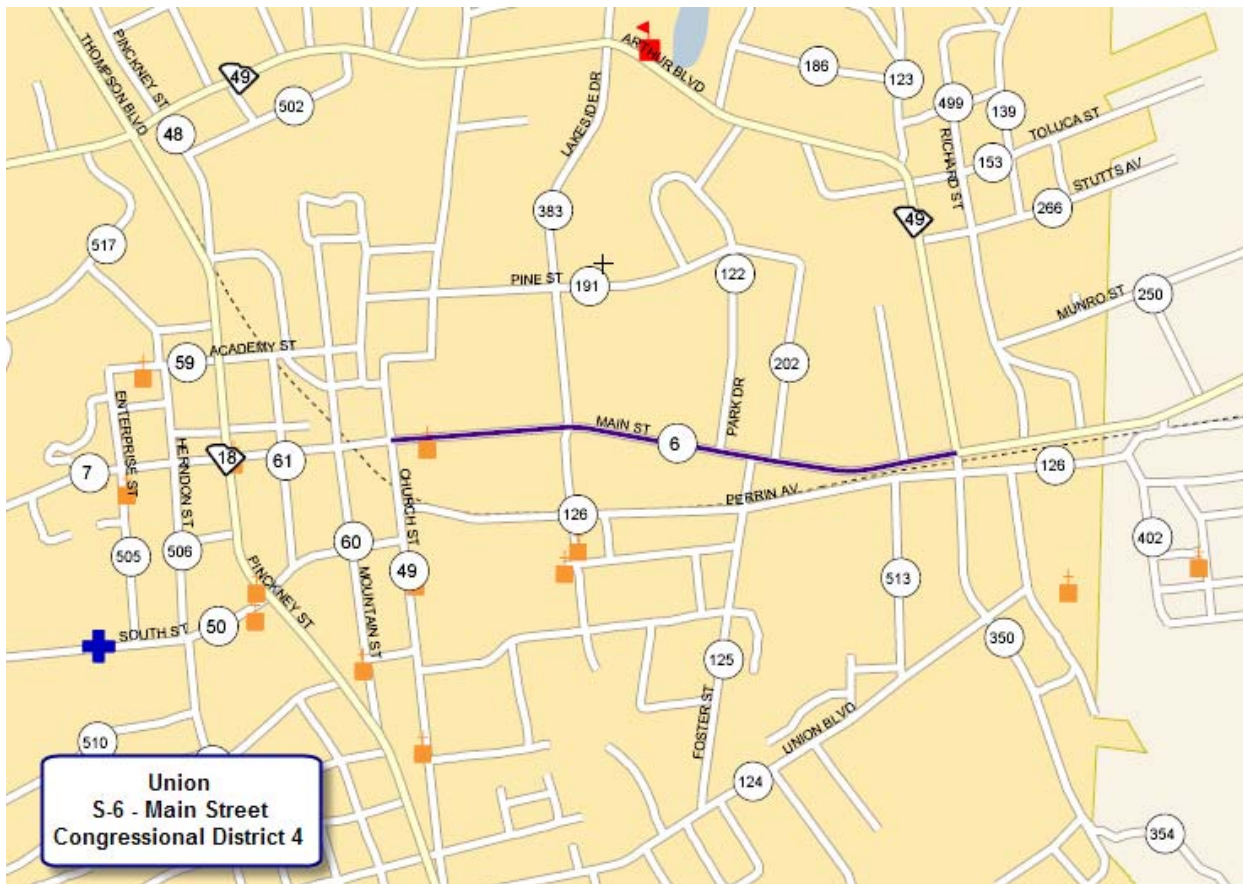 PINCKNEY ST
THOMPSON BLVD
49
502
48
ARTHUR BLVD
LAKESIDE DR
186
123
499
139
TOLUCA ST
RICHARD ST
153
STUTTS AV
266
383
49
517
PINE ST
191
122
MUNRO ST
250
59
ACADEMY ST
202
PARK DR
ENTERPRISE ST
HERNDON ST
MAIN ST
6
7
18
61
126
CHURCH ST
PERRIN AV
126
402
505
506
60
49
MOUNTAIN ST
PINCKNEY ST
513
SOUTH ST
50
350
125
FOSTER ST
UNION BLVD
510
124
354
Union
S-6 - Main Street
Congressional District 4